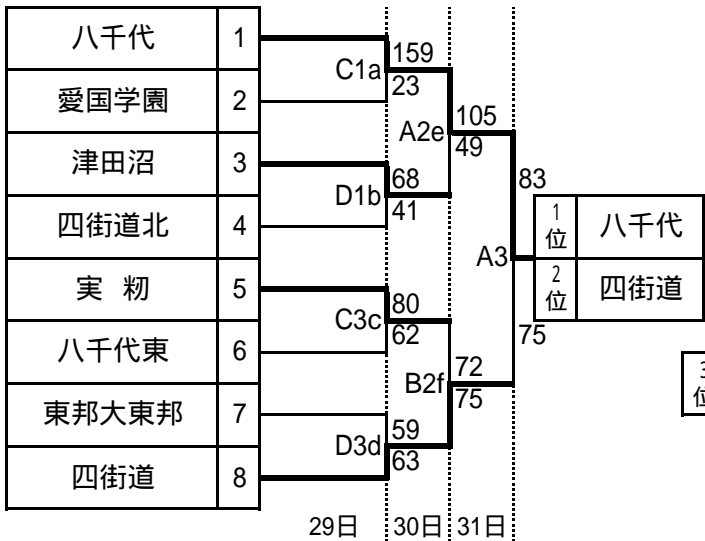 八千代 1
C1a 159
23
愛国学園 2
A2e 105
49
津田沼 3
D1b 68
41
83
四街道北 4
1位 八千代
A3
2位 四街道
実 籾 5
C3c 80
62
75
八千代東 6
B2f 72
75
東邦大東邦 7
D3d 59
63
四街道 8
29日 30日 31日